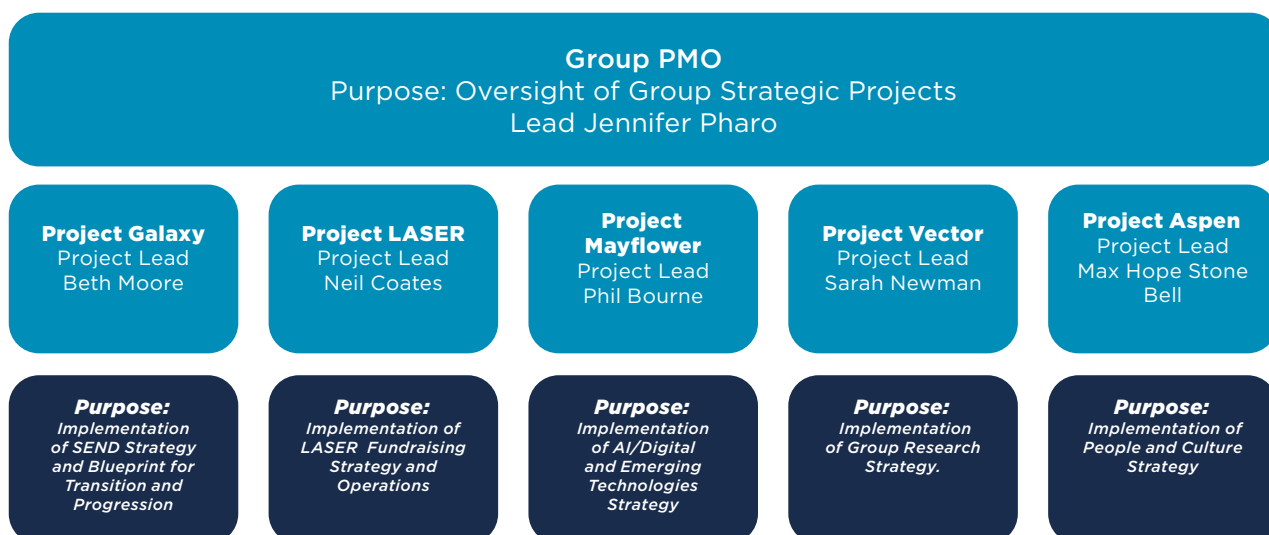 Group PMO
Purpose: Oversight of Group Strategic Projects
Lead Jennifer Pharo
Project Galaxy
Project Lead
Beth Moore
Project LASER
Project Lead
Neil Coates
Project
Mayflower
Project Lead
Phil Bourne
Project Vector
Project Lead
Sarah Newman
Project Aspen
Project Lead
Max Hope Stone
Bell
Purpose:
Implementation
of SEND Strategy
and Blueprint for
Transition and
Progression
Purpose:
Implementation of
LASER Fundraising
Strategy and
Operations
Purpose:
Implementation
of AI/Digital
and Emerging
Technologies
Strategy
Purpose:
Implementation
of Group Research
Strategy.
Purpose:
Implementation of
People and Culture
Strategy